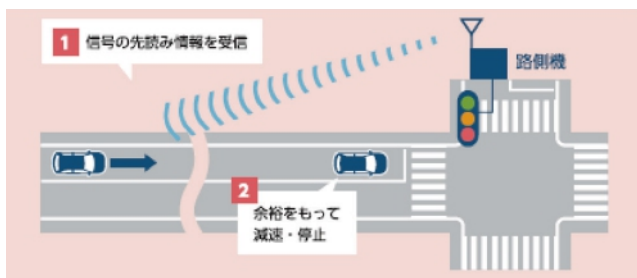 1 信号の先読み情報を受信
路側機
2
余裕をもって
減速・停止